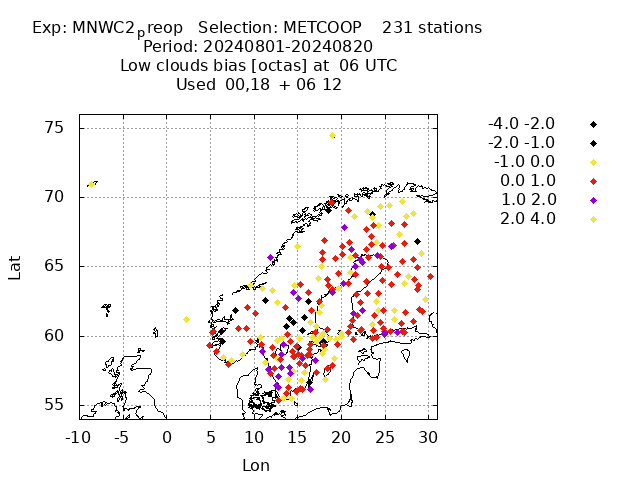 Exp: MNWC2preop   Selection: METCOOP    231 stations
Period: 20240801-20240820
Low clouds bias [octas] at  06 UTC
Used  00,18  + 06 12
-4.0 -2.0
-2.0 -1.0
-1.0 0.0
0.0 1.0
1.0 2.0
2.0 4.0
75
70
65
60
55
Lat
-10 -5 0 5 10 15 20 25 30
Lon